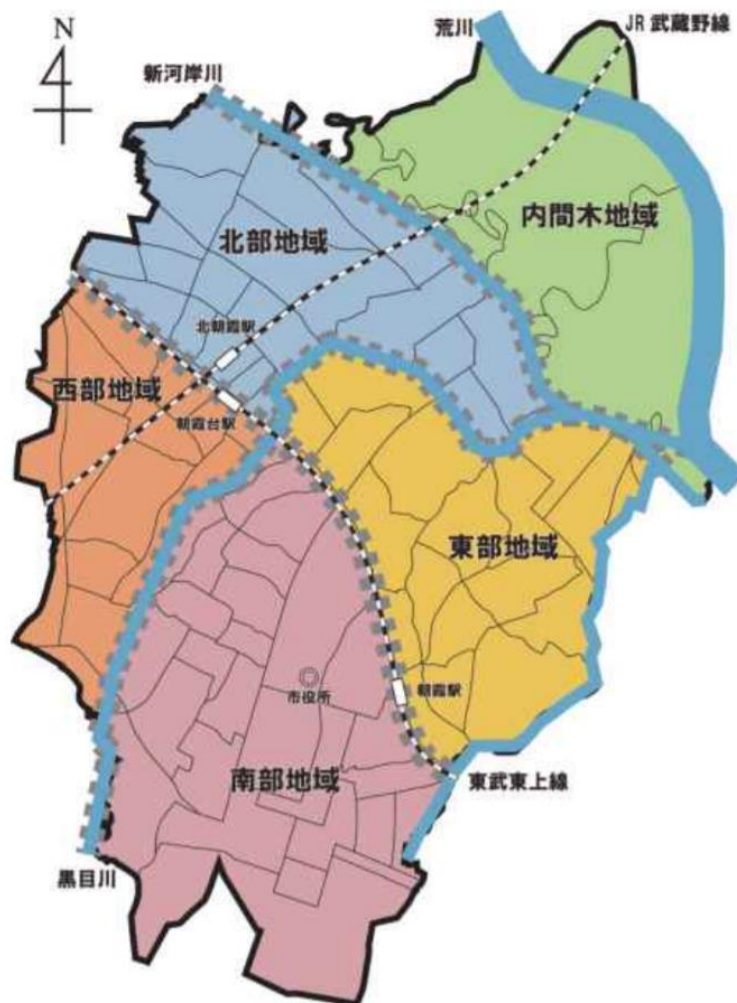 荒川
JR 武蔵野線
N
新河岸川
内間木地域
北部地域
北朝霞駅
西部地域
朝霞台駅
東部地域
市役所
朝霞駅
南部地域
東武東上線
黒目川